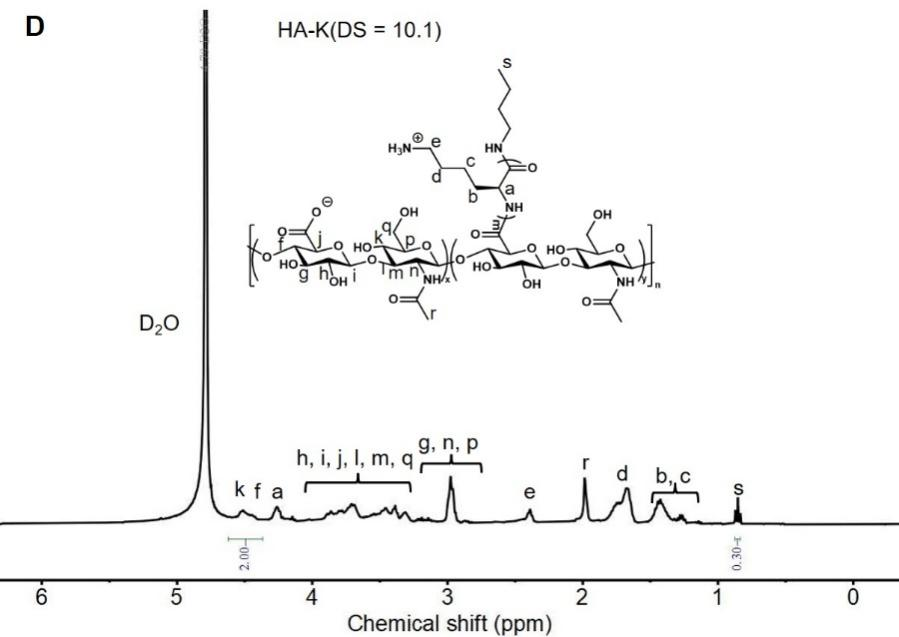 D
HA-K(DS = 10.1)
s
HN
O
H₃N⊕ e
c
d
b
a
NH
m
O⊖
O
OH
q
f
j
k
p
HO
O
O
O
O
OH
HO
O
HO g h OH i
O l m n
NH x
HO
OH
O
NH y n
O
r
O
D₂O
k f a
h, i, j, l, m, q
g, n, p
e
r
d
b, c
s
2.00
0.30
6 5 4 3 2 1 0
Chemical shift (ppm)